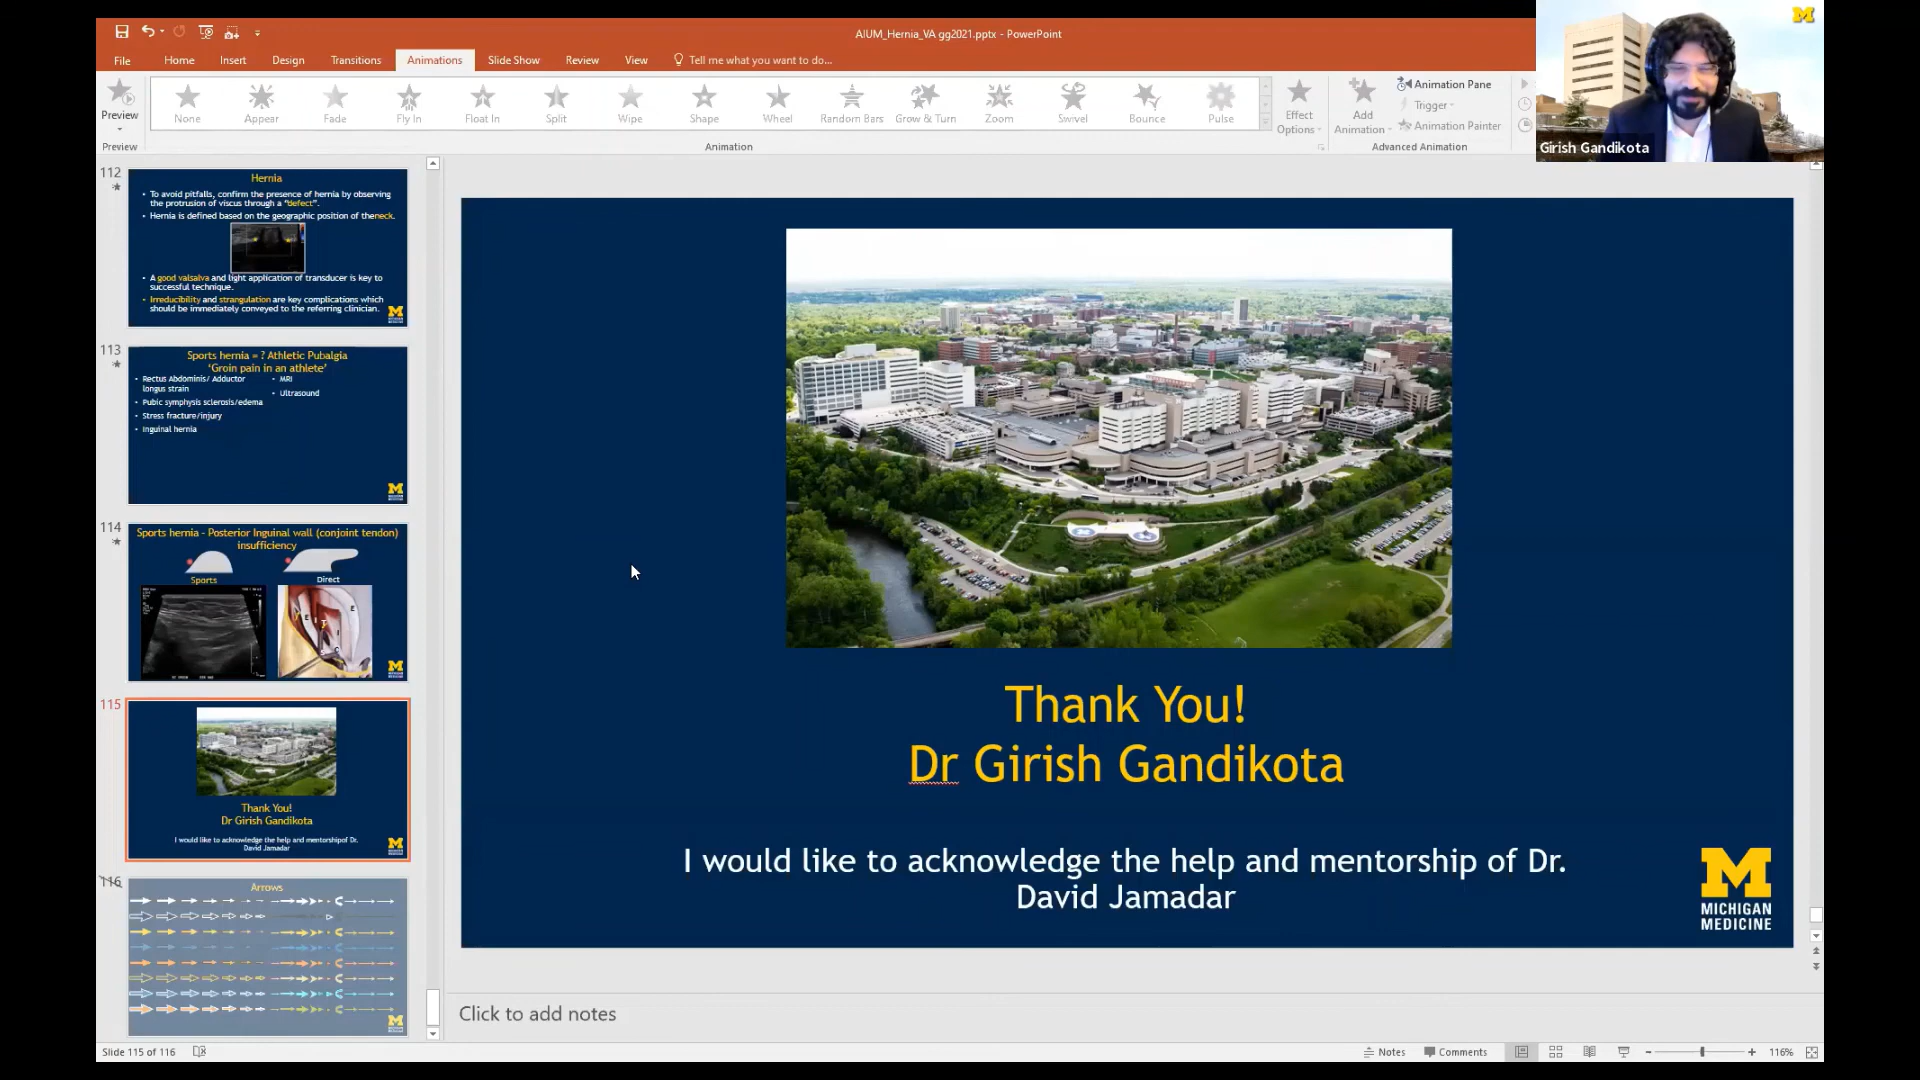 AIUM_Hernia_VA gg2021.pptx - PowerPoint
File Home Insert Design Transitions Animations Slide Show Review View Tell me what you want to do...
Preview
None Appear Fade Fly In Float In Split Wipe Shape Wheel Random Bars Grow & Turn Zoom Swivel Bounce Pulse
Effect Options
Add Animation
Animation Pane
Trigger
Animation Painter
Preview Animation Advanced Animation
Girish Gandikota
112
Hernia
• To avoid pitfalls, confirm the presence of hernia by observing
the protrusion of viscus through a "defect".
• Hernia is defined based on the geographic position of theneck.
• A good valsalva and light application of transducer is key to
successful technique.
• Irreducibility and strangulation are key complications which
should be immediately conveyed to the referring clinician.
113
Sports hernia = ? Athletic Pubalgia
'Groin pain in an athlete'
• Rectus Abdominis/ Adductor
longus strain
• Pubic symphysis sclerosis/edema
• Stress fracture/injury
• Inguinal hernia
• MRI
• Ultrasound
114
Sports hernia - Posterior Inguinal wall (conjoint tendon)
insufficiency
Sports Direct
115
Thank You!
Dr Girish Gandikota
I would like to acknowledge the help and mentorshipof Dr.
David Jamadar
116
Arrows
Thank You!
Dr Girish Gandikota
I would like to acknowledge the help and mentorship of Dr.
David Jamadar
MICHIGAN
MEDICINE
Click to add notes
Slide 115 of 116
Notes Comments 116%